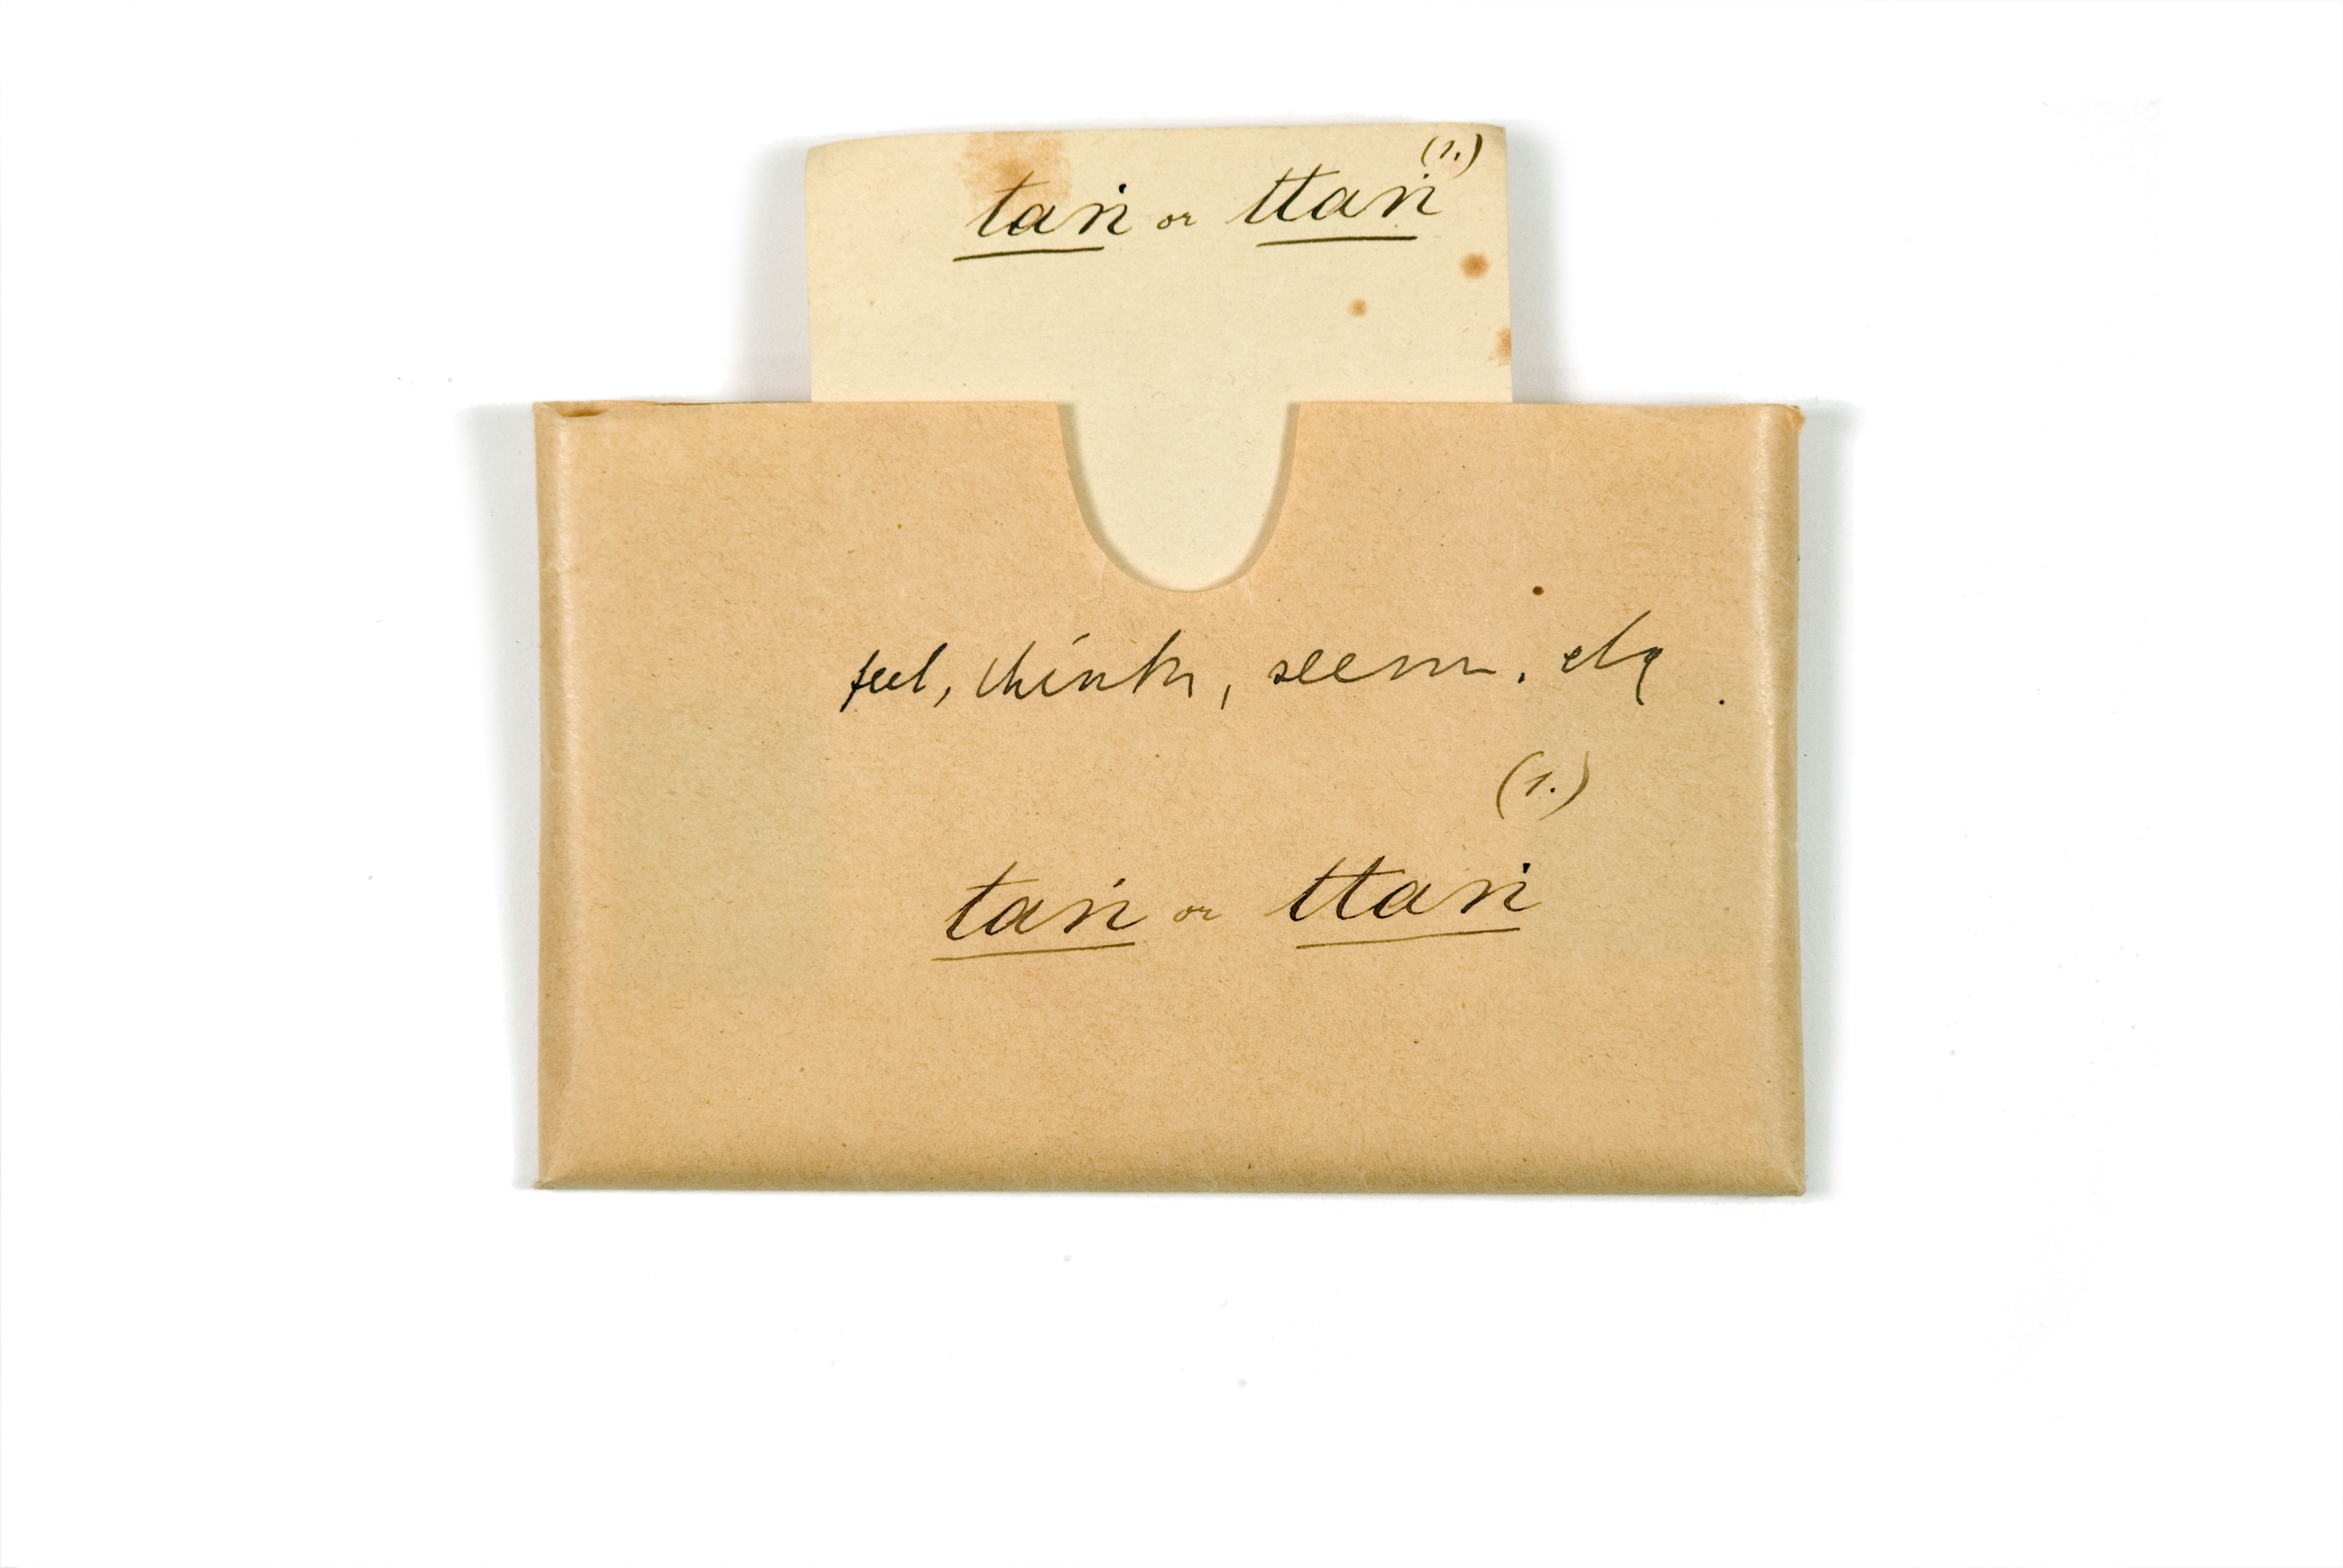 (1.)
taṅ or ttaṅ
feel, think, seem, etc.
(1.)
taṅ or ttaṅ